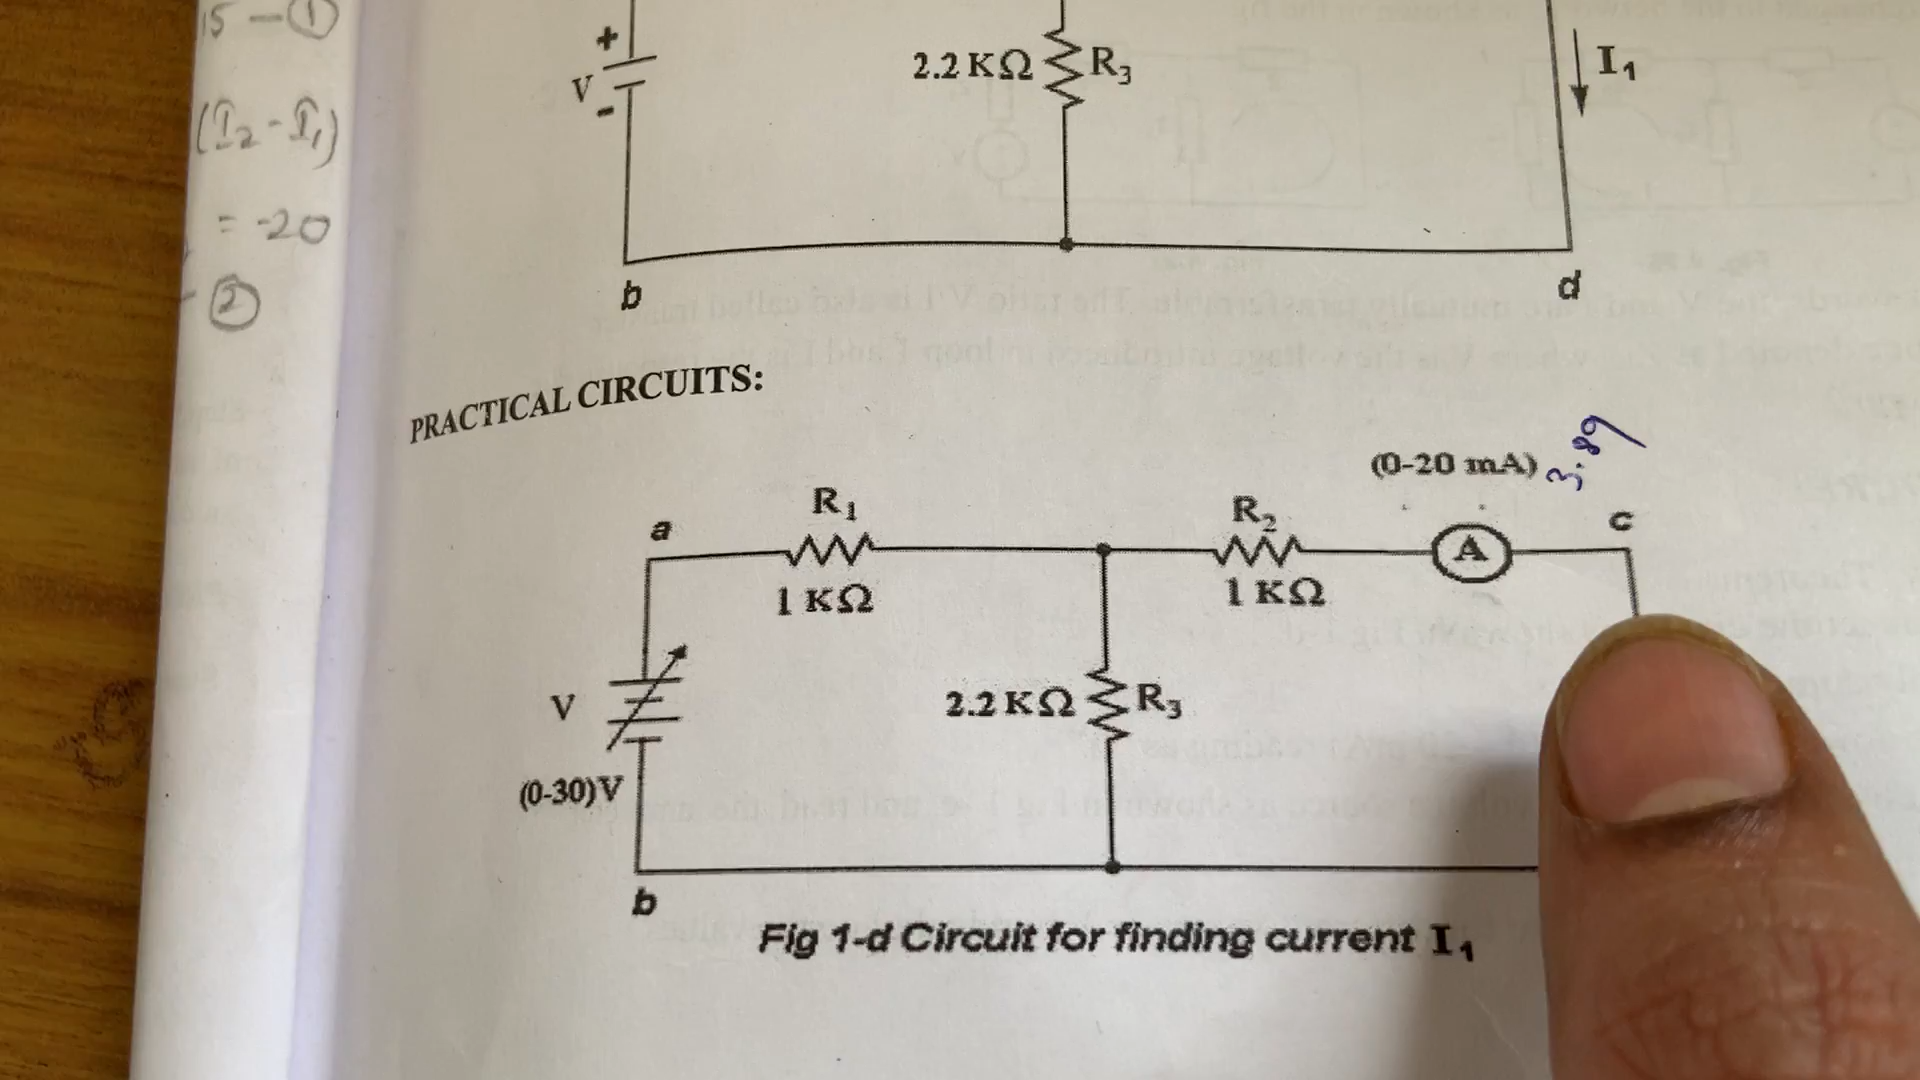 15 — ①
(I₂ - I₁)
= -20
- ②
+
V
-
2.2 KΩ R₃
I₁
b
d
PRACTICAL CIRCUITS:
(0-20 mA) 3.89
a
R₁
R₂
A
c
1 KΩ
1 KΩ
V
2.2 KΩ R₃
(0-30)V
b
Fig 1-d Circuit for finding current I₁